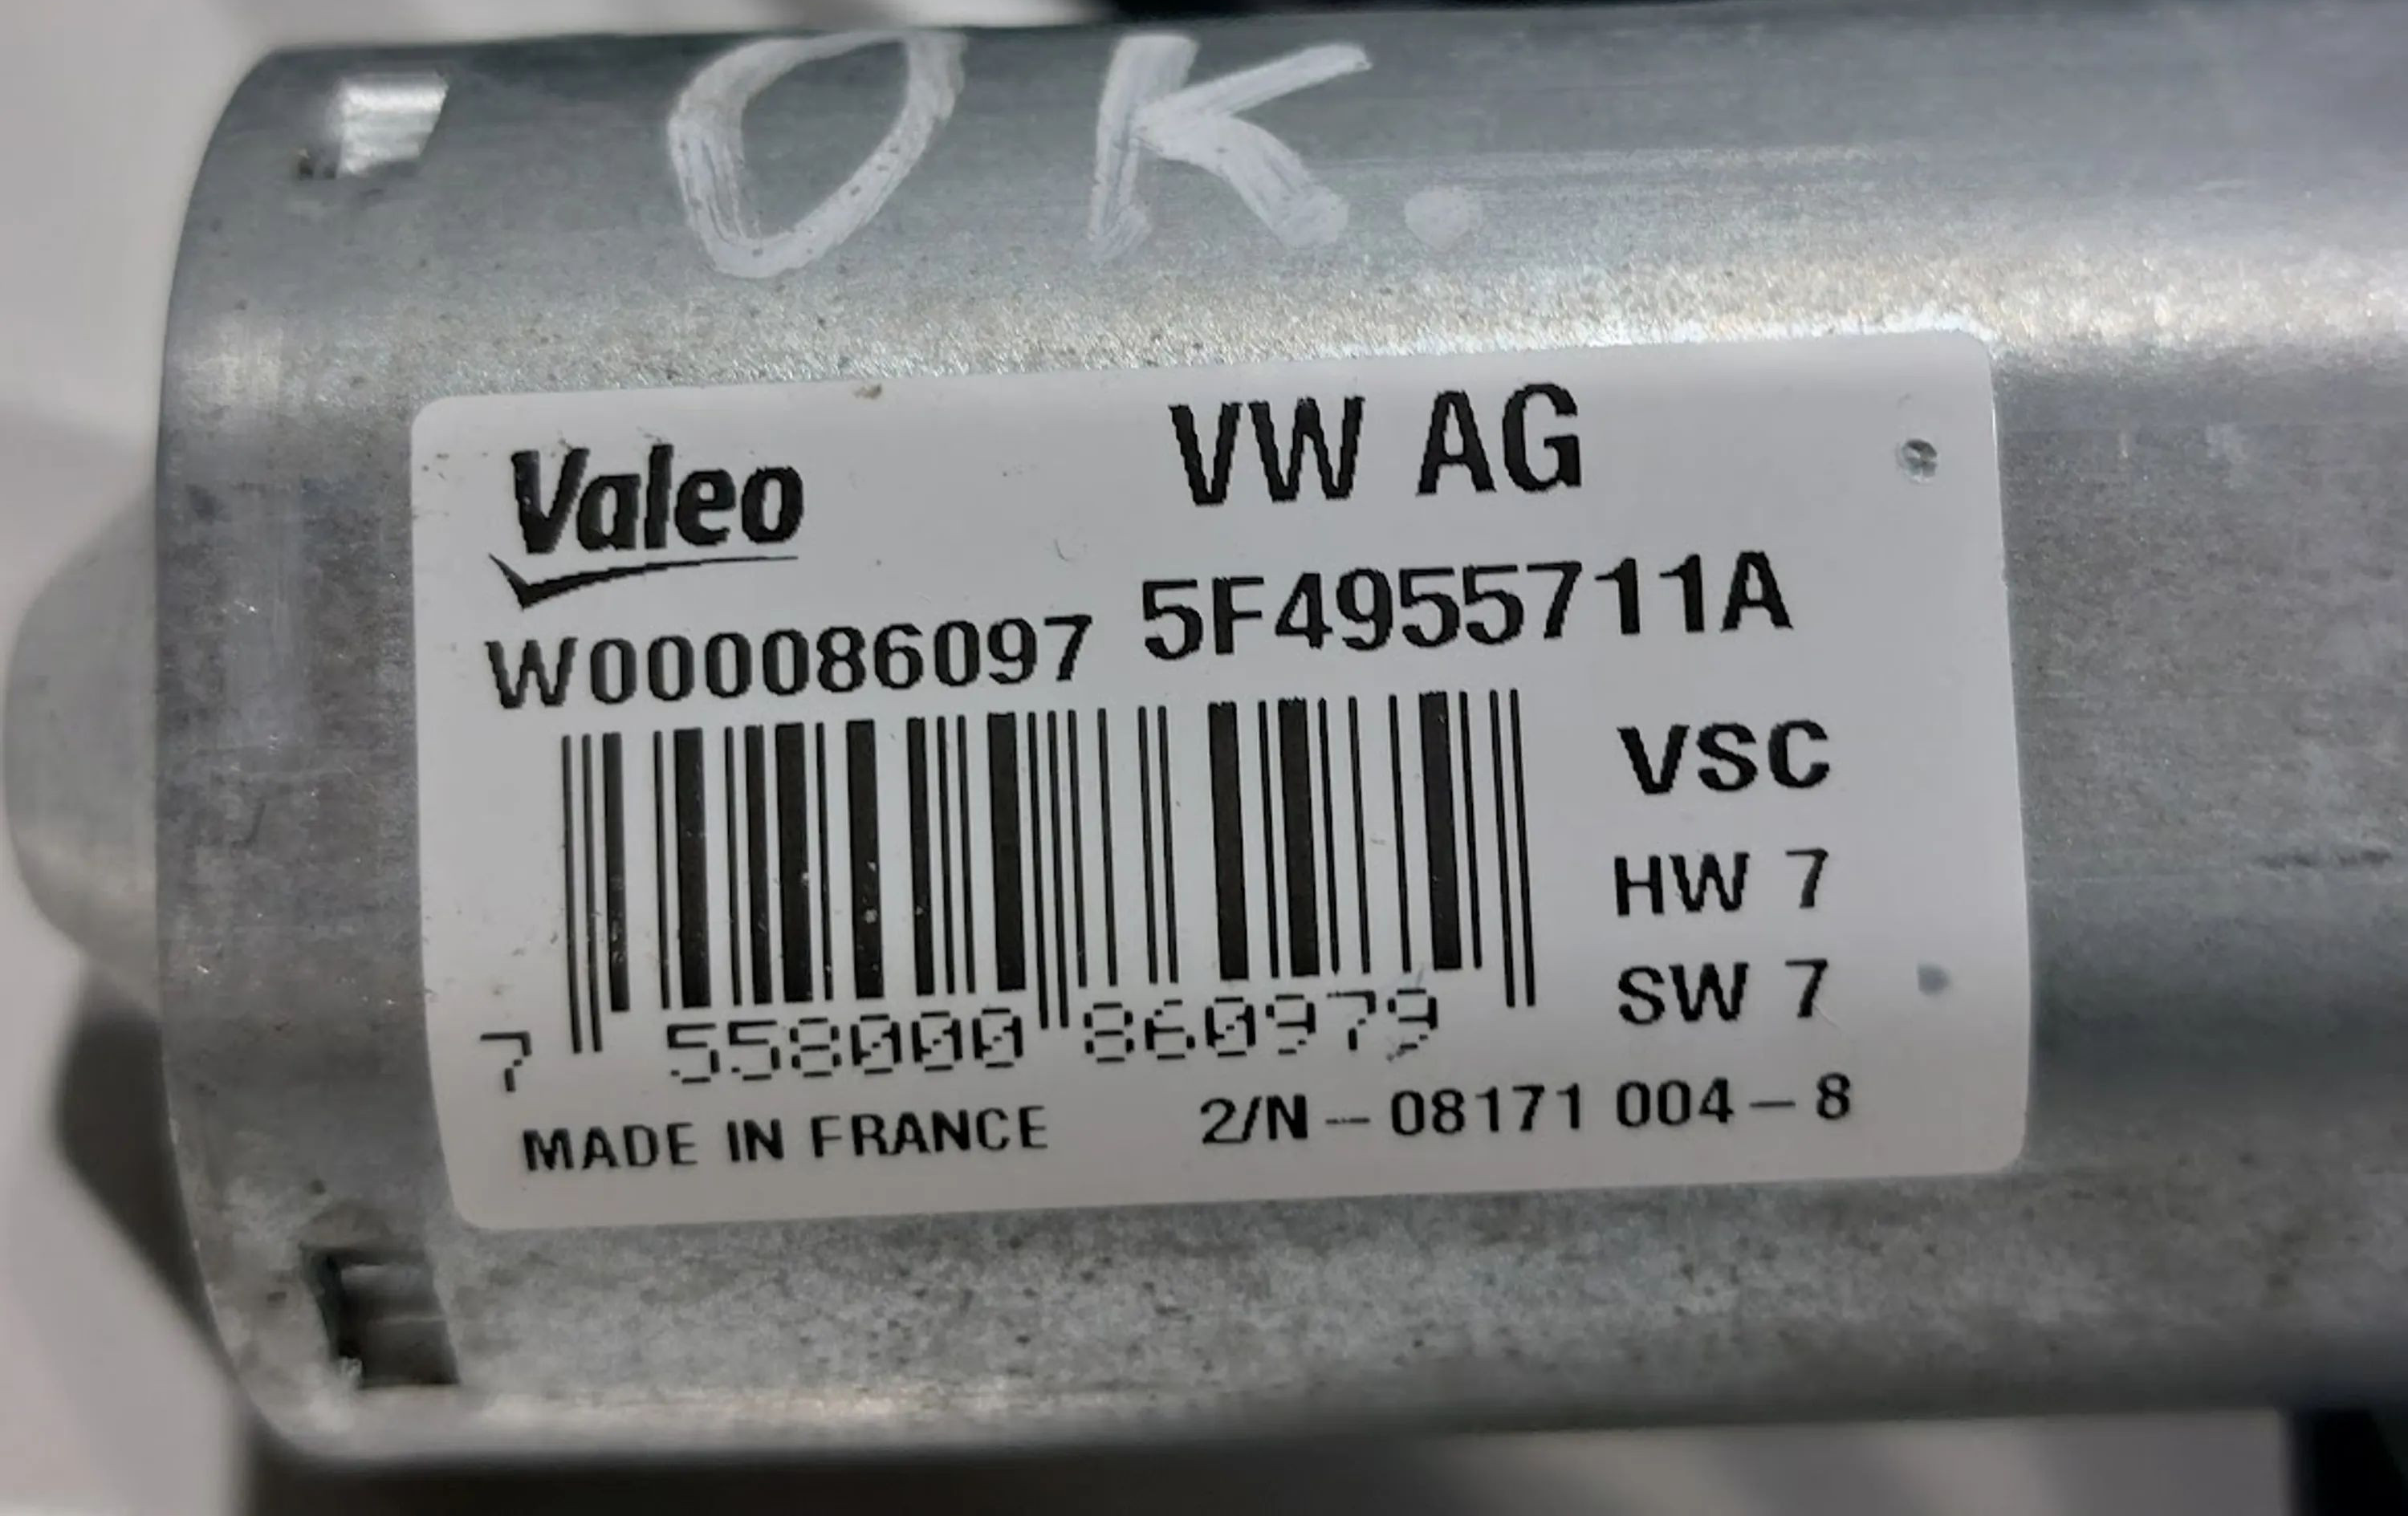 OK.
Valeo
VW AG
W000086097 5F4955711A
VSC
HW 7
SW 7
7 558000 860979
MADE IN FRANCE 2/N-08171 004-8